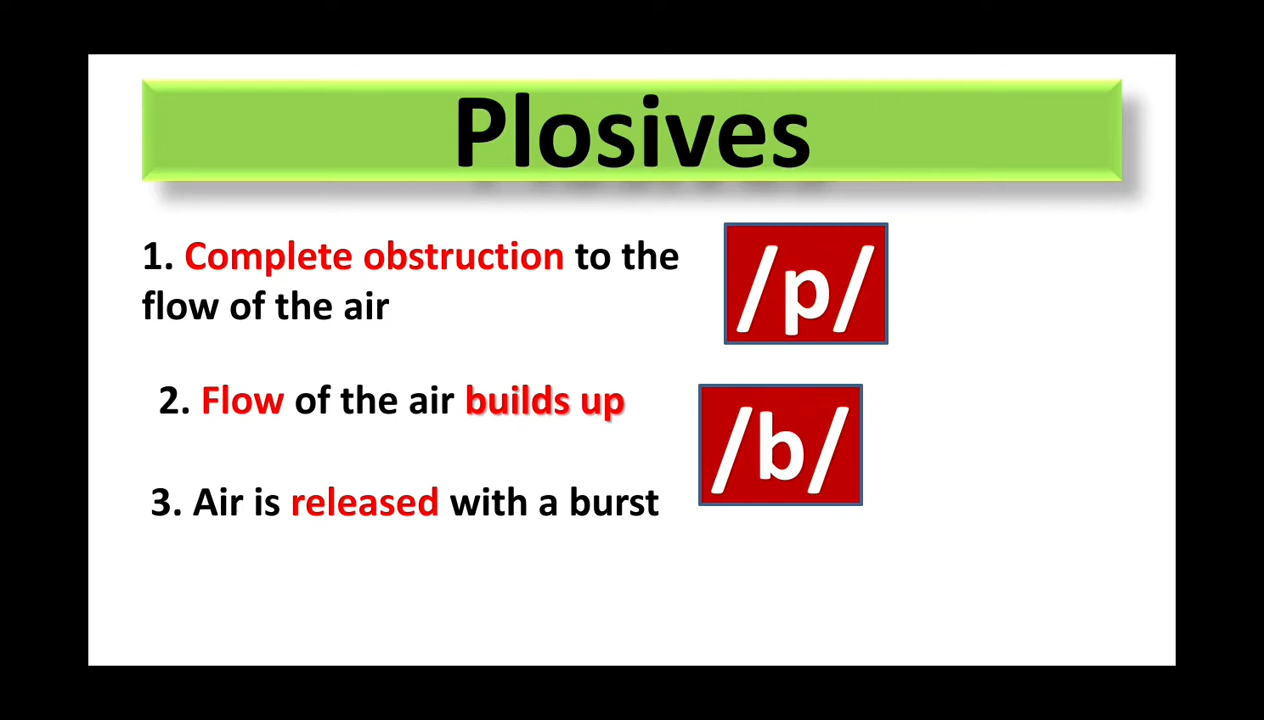 Plosives
1. Complete obstruction to the
flow of the air
/p/
2. Flow of the air builds up
/b/
3. Air is released with a burst